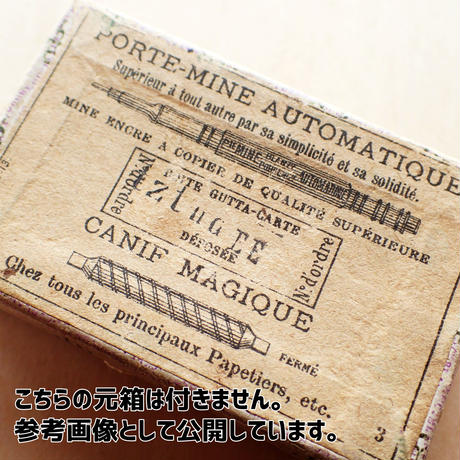 PORTE-MINE AUTOMATIQUE
Supérieur à tout autre par sa simplicité et sa solidité.
MINE ENCRE A COPIER DE QUALITÉ SUPÉRIEURE
GUTTA-CARTE
N° d'ordre
N° d'ordre
DÉPOSÉE
CANIF MAGIQUE
FERMÉ
Chez tous les principaux Papetiers, etc.
3
こちらの元箱は付きません。
参考画像として公開しています。